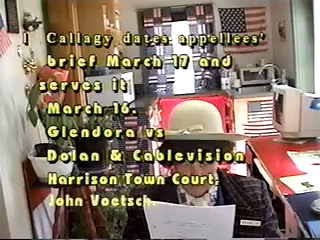 I Callagy dates appellees'
brief March 17 and
serves it
March 16.
Glendora vs
Dolan & Cablevision
Harrison Town Court.
John Voetsch.